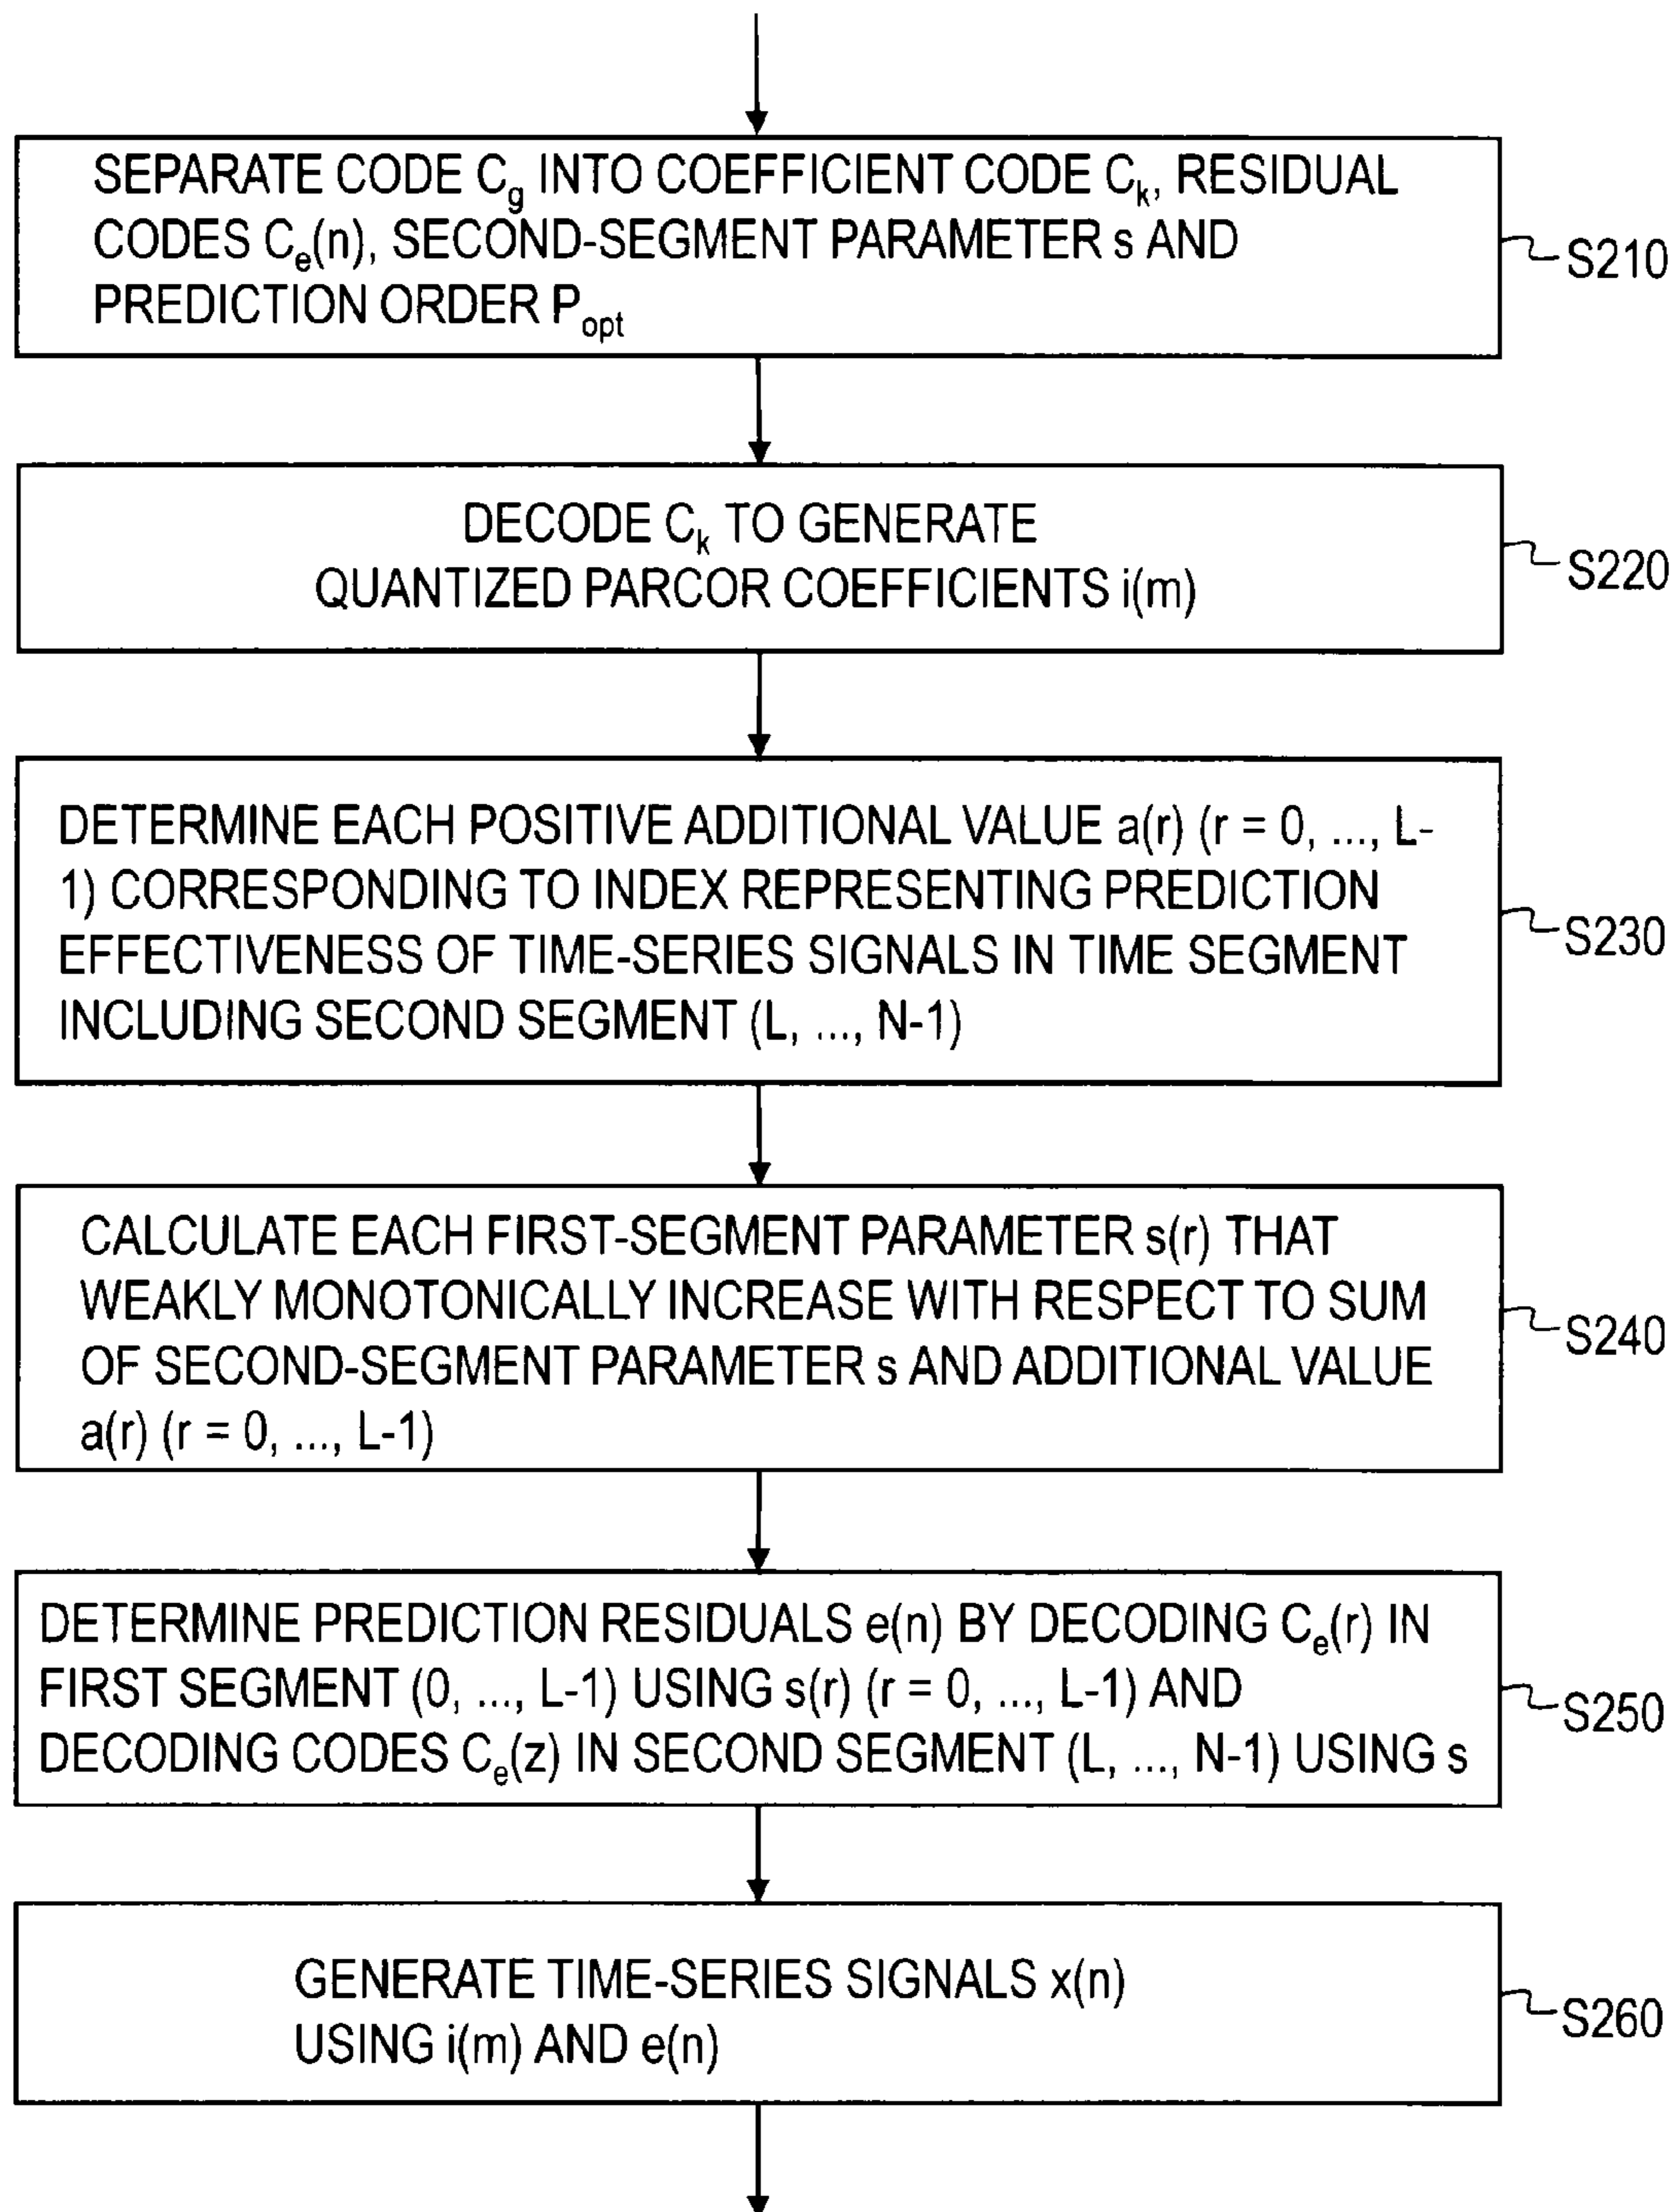 SEPARATE CODE Cg INTO COEFFICIENT CODE Ck, RESIDUAL
CODES Ce(n), SECOND-SEGMENT PARAMETER s AND
PREDICTION ORDER Popt
S210
DECODE Ck TO GENERATE
QUANTIZED PARCOR COEFFICIENTS i(m)
S220
DETERMINE EACH POSITIVE ADDITIONAL VALUE a(r) (r = 0, ..., L-
1) CORRESPONDING TO INDEX REPRESENTING PREDICTION
EFFECTIVENESS OF TIME-SERIES SIGNALS IN TIME SEGMENT
INCLUDING SECOND SEGMENT (L, ..., N-1)
S230
CALCULATE EACH FIRST-SEGMENT PARAMETER s(r) THAT
WEAKLY MONOTONICALLY INCREASE WITH RESPECT TO SUM
OF SECOND-SEGMENT PARAMETER s AND ADDITIONAL VALUE
a(r) (r = 0, ..., L-1)
S240
DETERMINE PREDICTION RESIDUALS e(n) BY DECODING Ce(r) IN
FIRST SEGMENT (0, ..., L-1) USING s(r) (r = 0, ..., L-1) AND
DECODING CODES Ce(z) IN SECOND SEGMENT (L, ..., N-1) USING s
S250
GENERATE TIME-SERIES SIGNALS x(n)
USING i(m) AND e(n)
S260